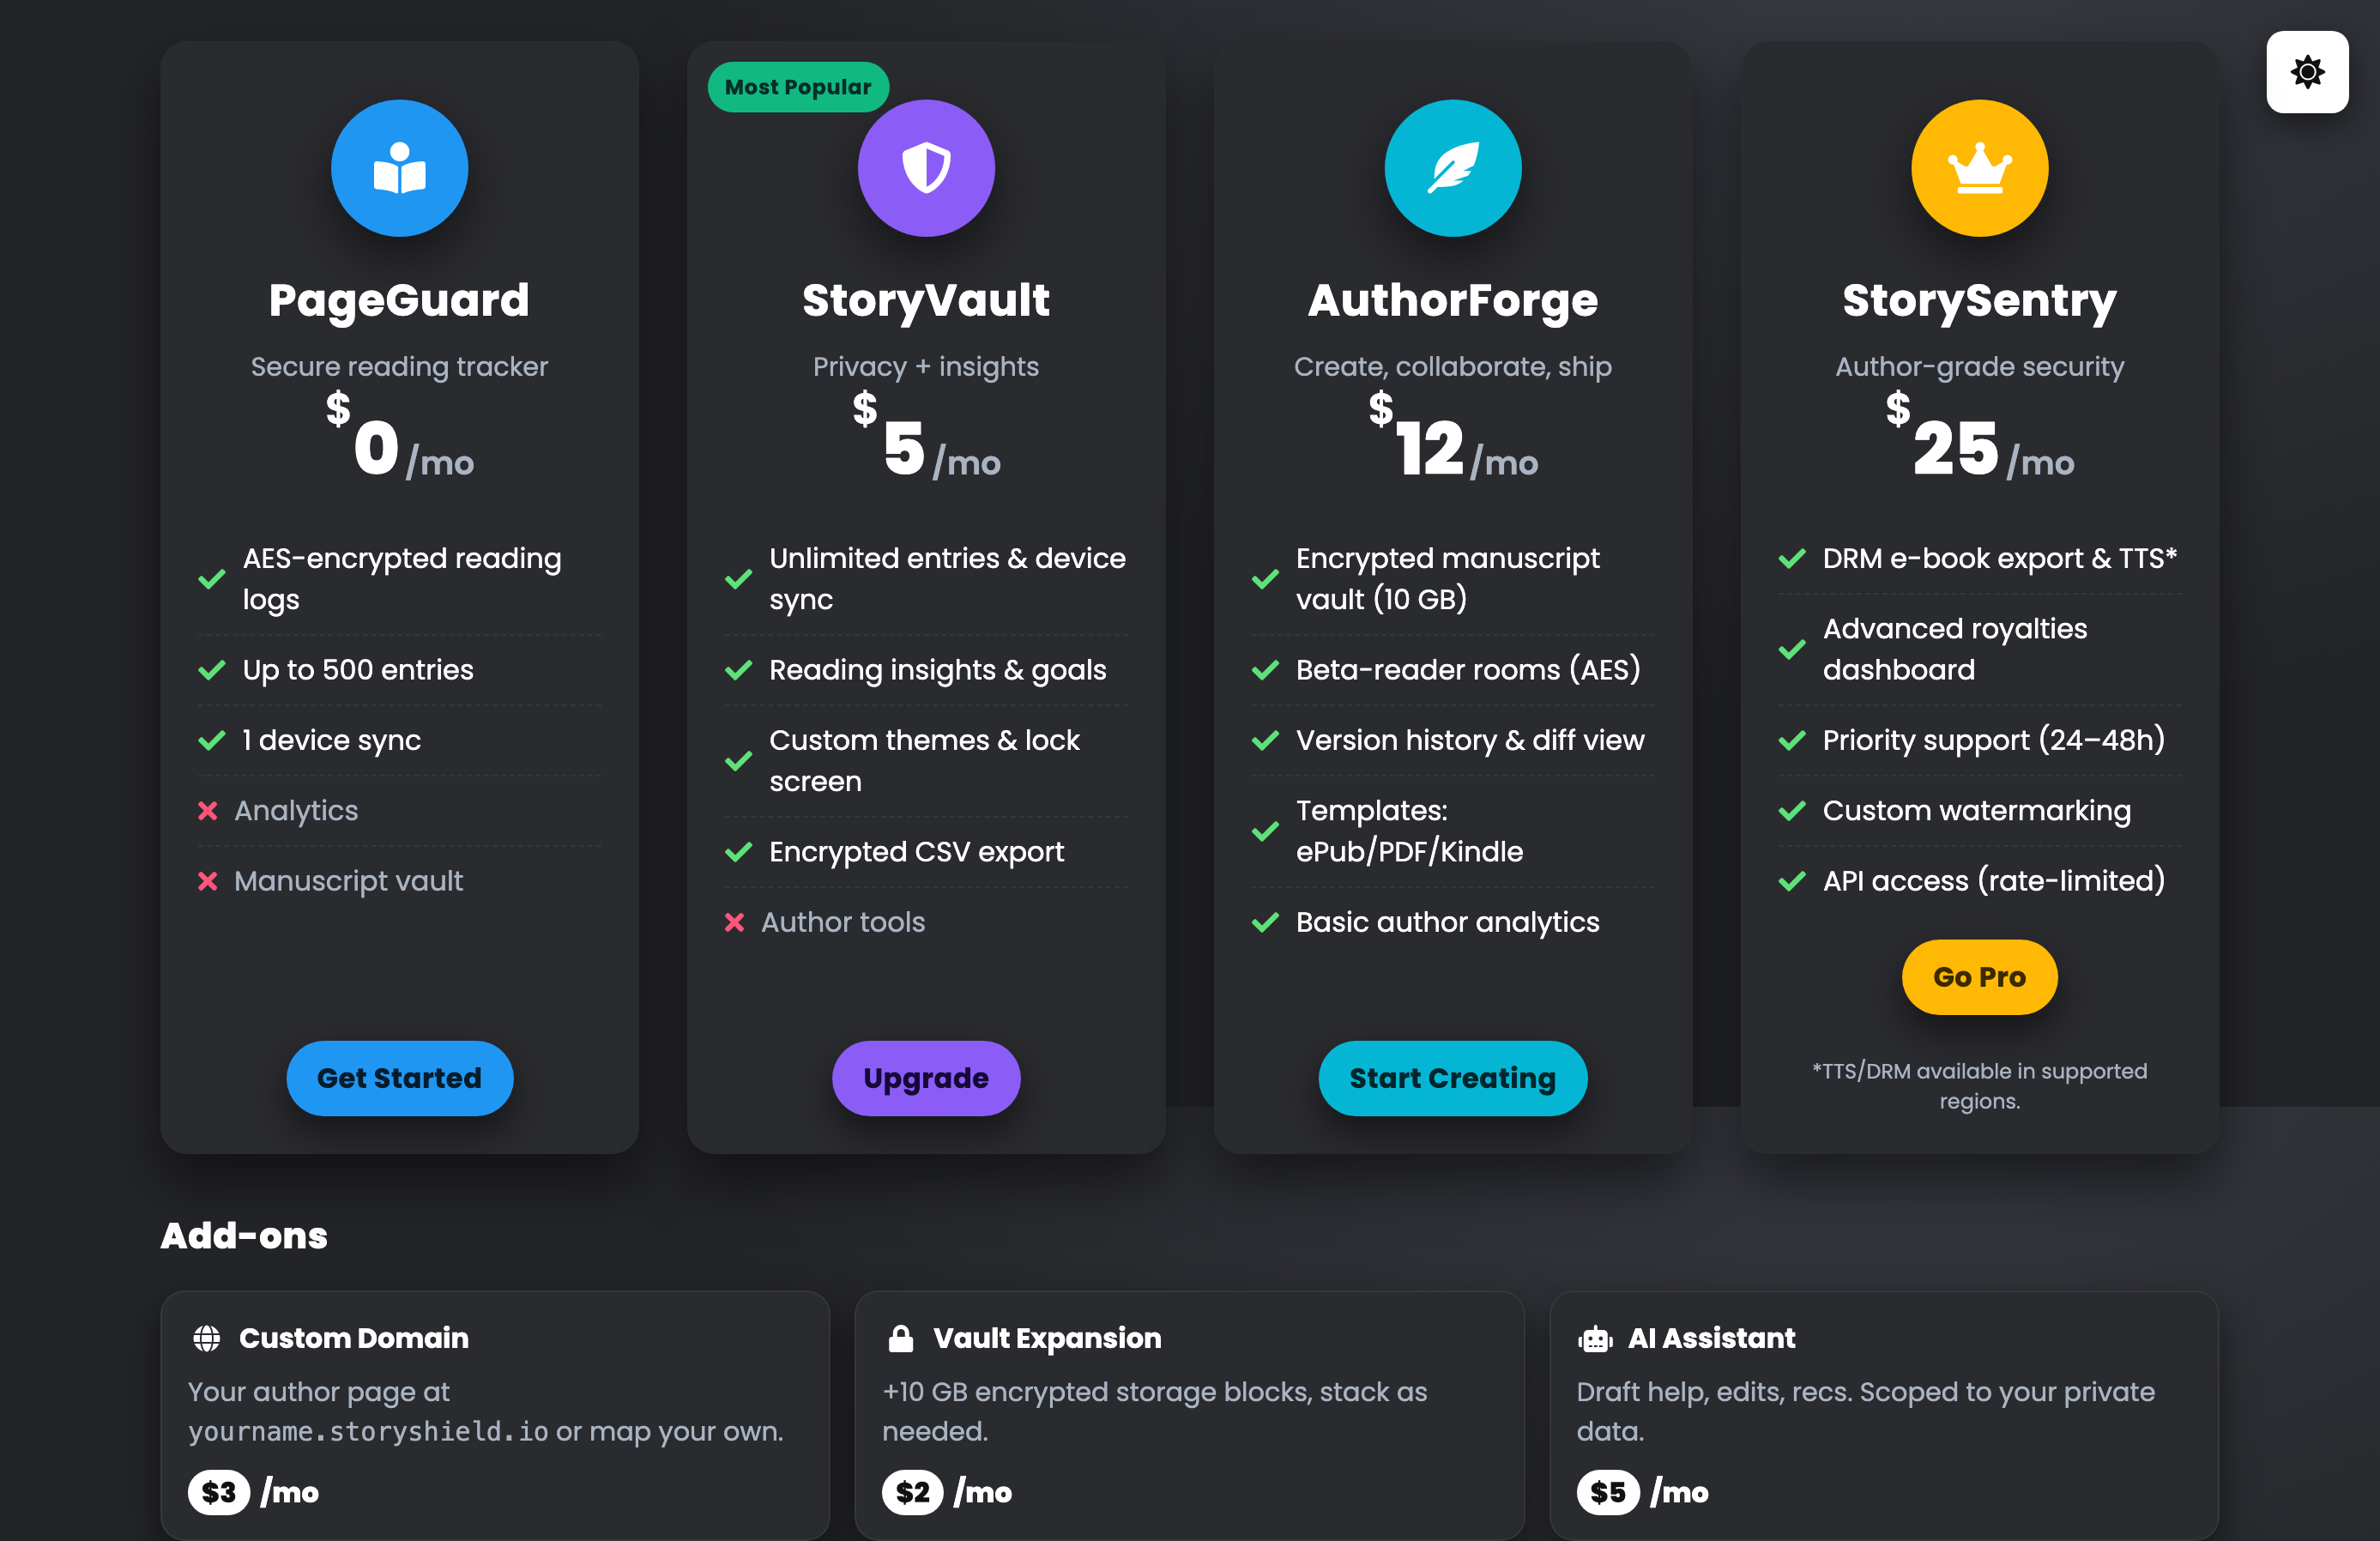 PageGuard
Secure reading tracker
$0/mo
AES-encrypted reading
logs
Up to 500 entries
1 device sync
Analytics
Manuscript vault
Get Started
Most Popular
StoryVault
Privacy + insights
$5/mo
Unlimited entries & device
sync
Reading insights & goals
Custom themes & lock
screen
Encrypted CSV export
Author tools
Upgrade
AuthorForge
Create, collaborate, ship
$12/mo
Encrypted manuscript
vault (10 GB)
Beta-reader rooms (AES)
Version history & diff view
Templates:
ePub/PDF/Kindle
Basic author analytics
Start Creating
StorySentry
Author-grade security
$25/mo
DRM e-book export & TTS*
Advanced royalties
dashboard
Priority support (24–48h)
Custom watermarking
API access (rate-limited)
Go Pro
*TTS/DRM available in supported
regions.
Add-ons
Custom Domain
Your author page at
yourname.storyshield.io or map your own.
$3 /mo
Vault Expansion
+10 GB encrypted storage blocks, stack as
needed.
$2 /mo
AI Assistant
Draft help, edits, recs. Scoped to your private
data.
$5 /mo